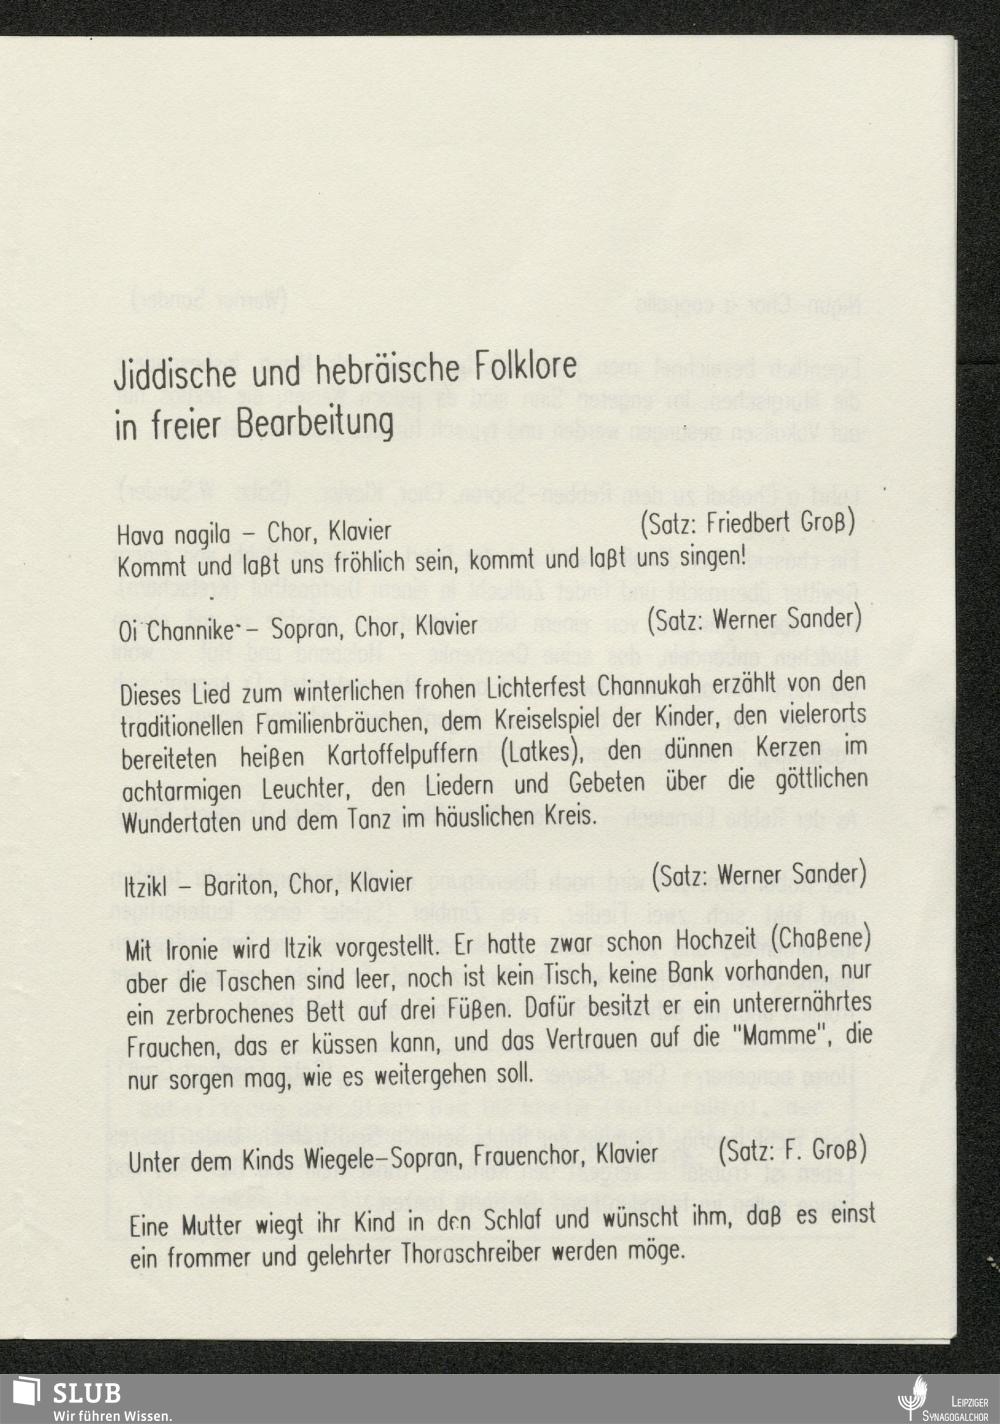 Jiddische und hebräische Folklore
in freier Bearbeitung
Hava nagila – Chor, Klavier (Satz: Friedbert Groß)
Kommt und laßt uns fröhlich sein, kommt und laßt uns singen!
Oi Channike – Sopran, Chor, Klavier (Satz: Werner Sander)
Dieses Lied zum winterlichen frohen Lichterfest Channukah erzählt von den
traditionellen Familienbräuchen, dem Kreiselspiel der Kinder, den vielerorts
bereiteten heißen Kartoffelpuffern (Latkes), den dünnen Kerzen im
achtarmigen Leuchter, den Liedern und Gebeten über die göttlichen
Wundertaten und dem Tanz im häuslichen Kreis.
Itzikl – Bariton, Chor, Klavier (Satz: Werner Sander)
Mit Ironie wird Itzik vorgestellt. Er hatte zwar schon Hochzeit (Chaßene)
aber die Taschen sind leer, noch ist kein Tisch, keine Bank vorhanden, nur
ein zerbrochenes Bett auf drei Füßen. Dafür besitzt er ein unterernährtes
Frauchen, das er küssen kann, und das Vertrauen auf die "Mamme", die
nur sorgen mag, wie es weitergehen soll.
Unter dem Kinds Wiegele–Sopran, Frauenchor, Klavier (Satz: F. Groß)
Eine Mutter wiegt ihr Kind in den Schlaf und wünscht ihm, daß es einst
ein frommer und gelehrter Thoraschreiber werden möge.
SLUB
Wir führen Wissen.
LEIPZIGER
SYNAGOGALCHOR